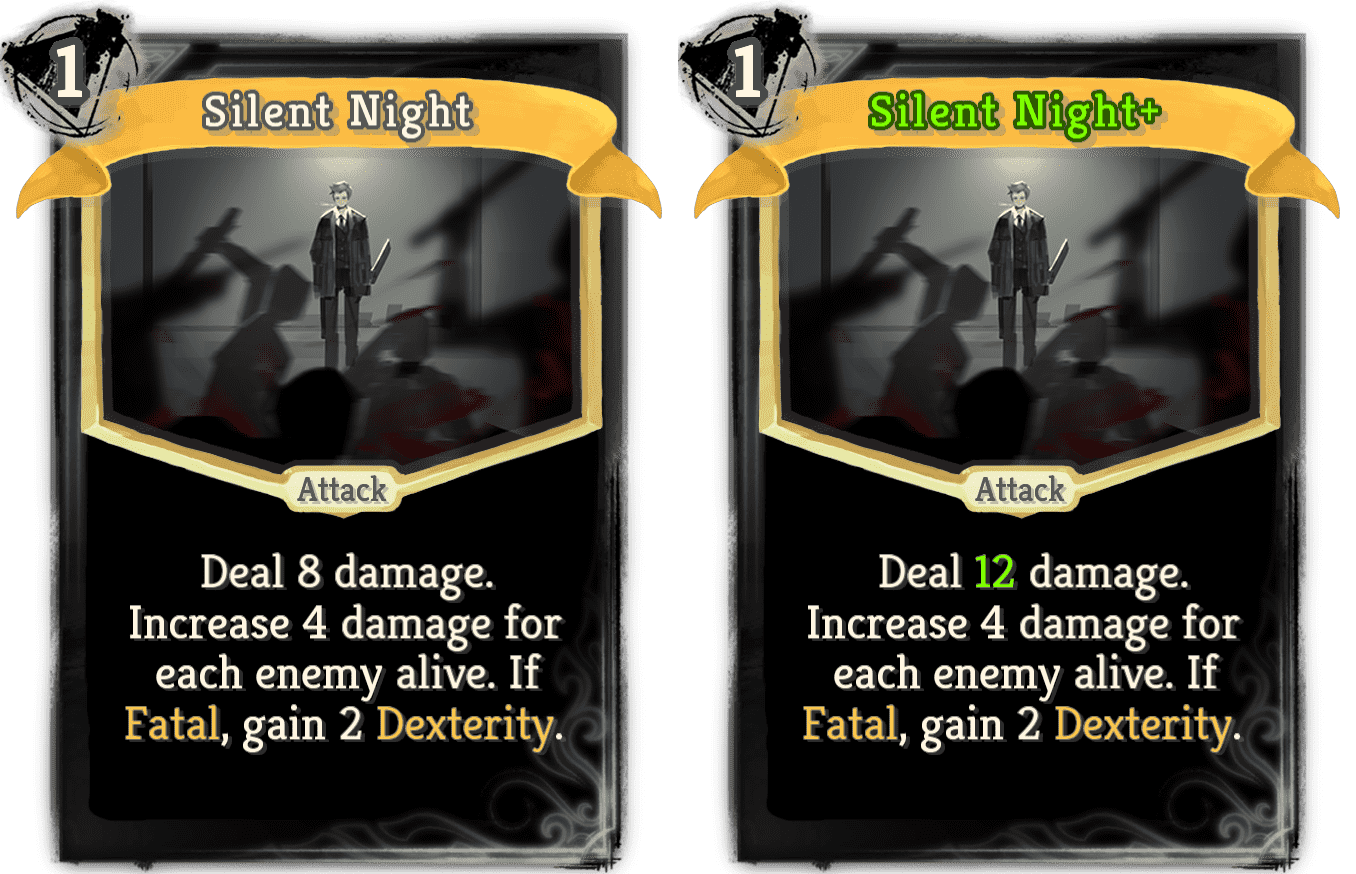 1
Silent Night
Attack
Deal 8 damage.
Increase 4 damage for
each enemy alive. If
Fatal, gain 2 Dexterity.
1
Silent Night+
Attack
Deal 12 damage.
Increase 4 damage for
each enemy alive. If
Fatal, gain 2 Dexterity.